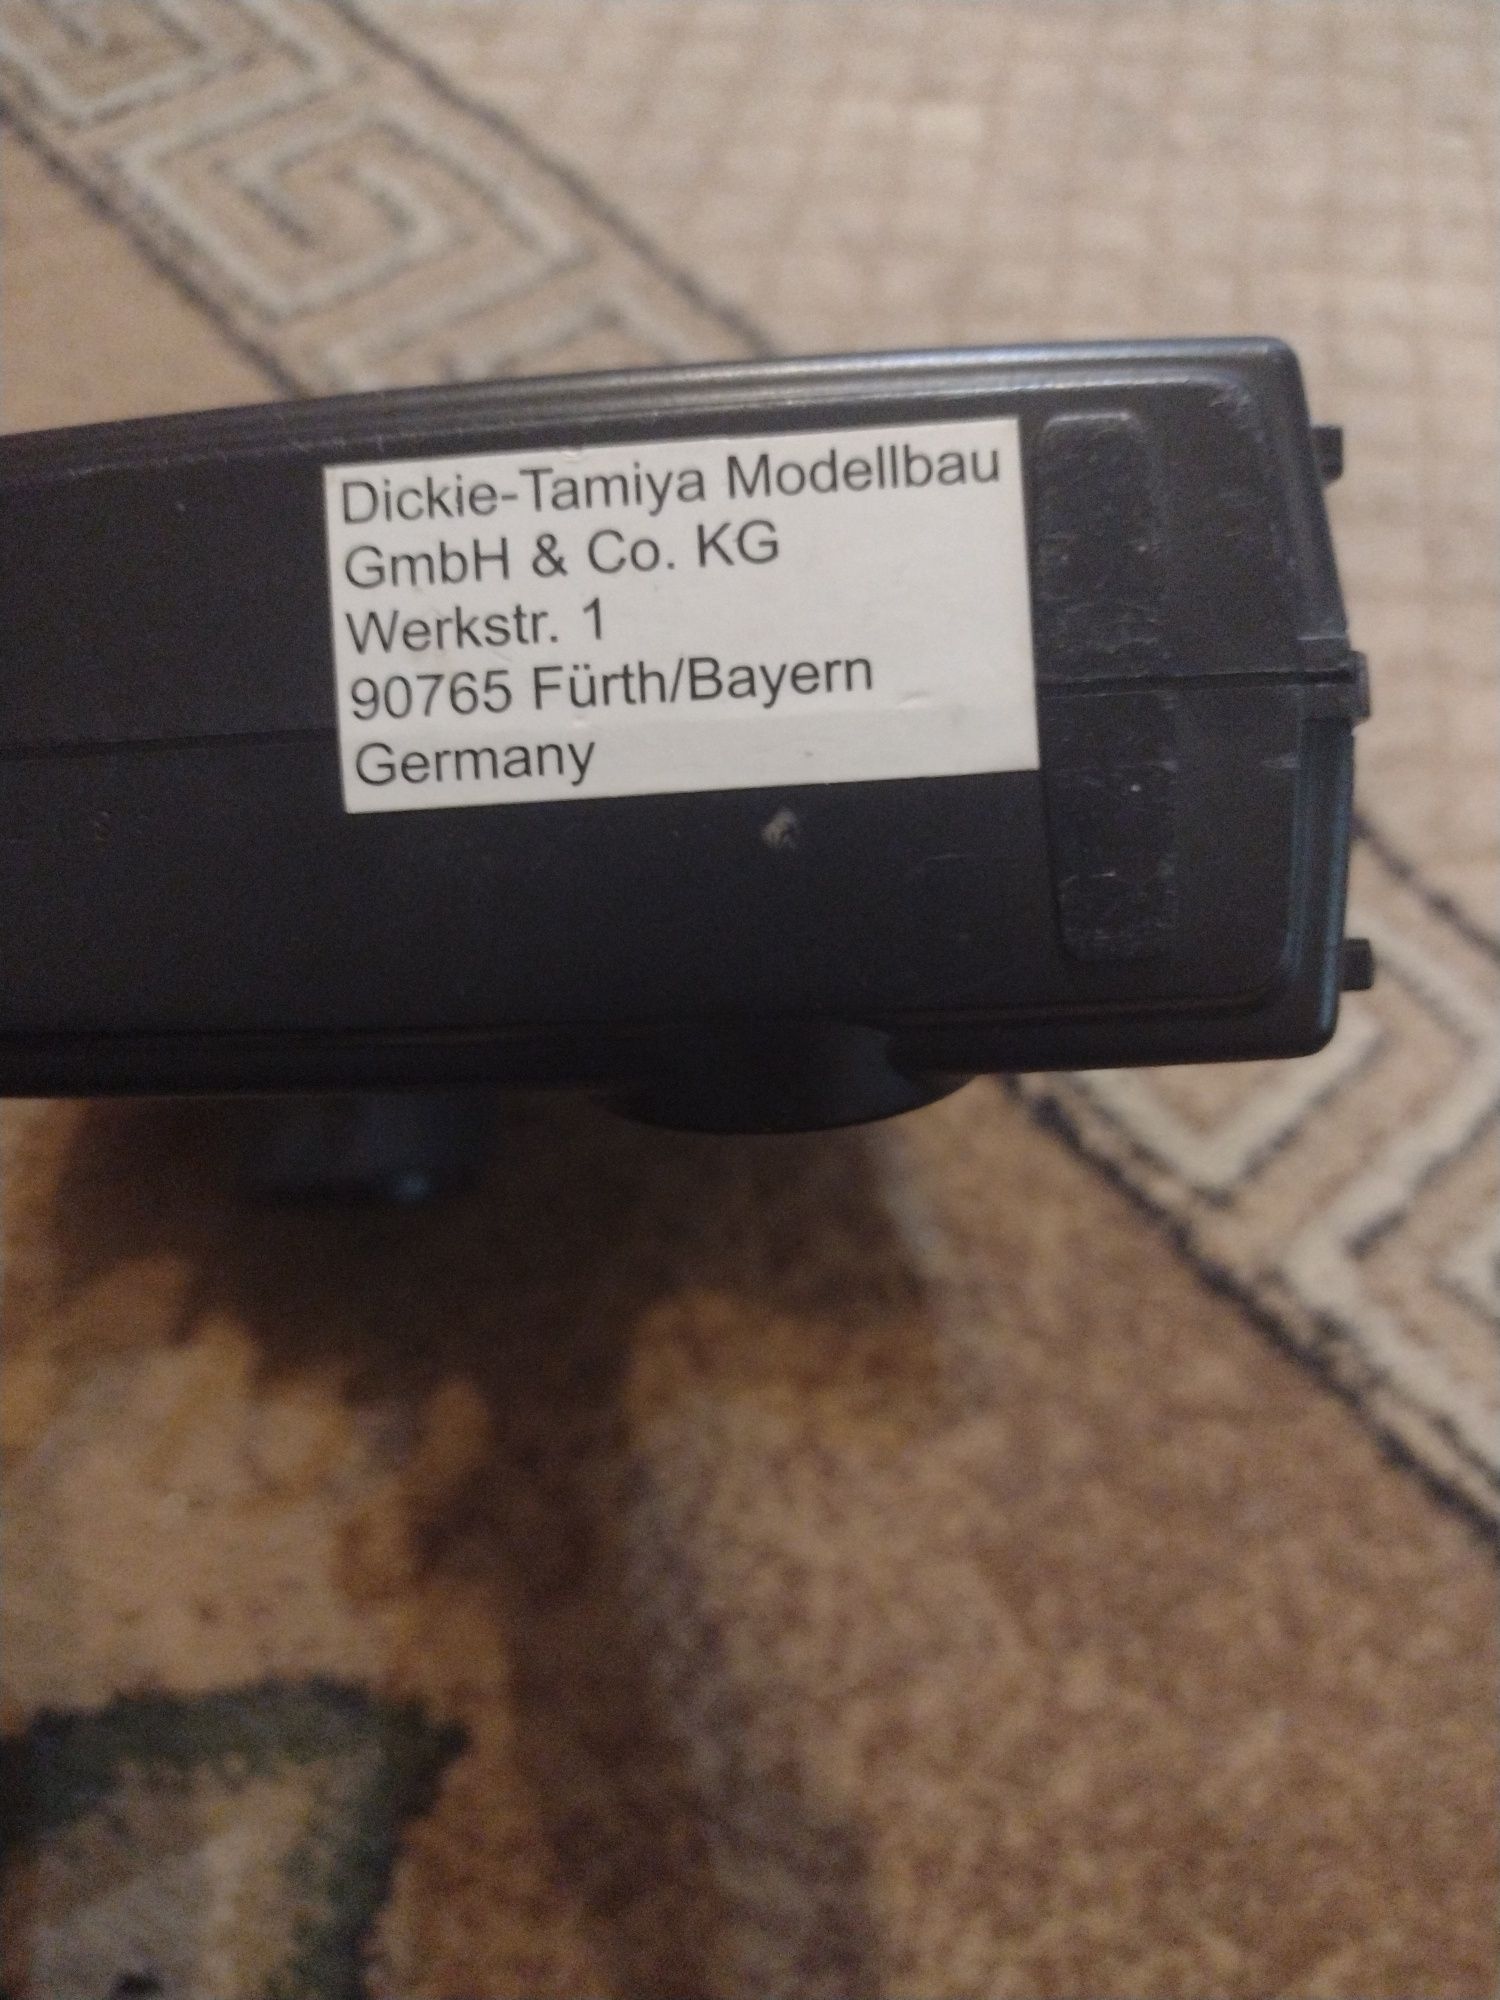 Dickie-Tamiya Modellbau
GmbH & Co. KG
Werkstr. 1
90765 Fürth/Bayern
Germany